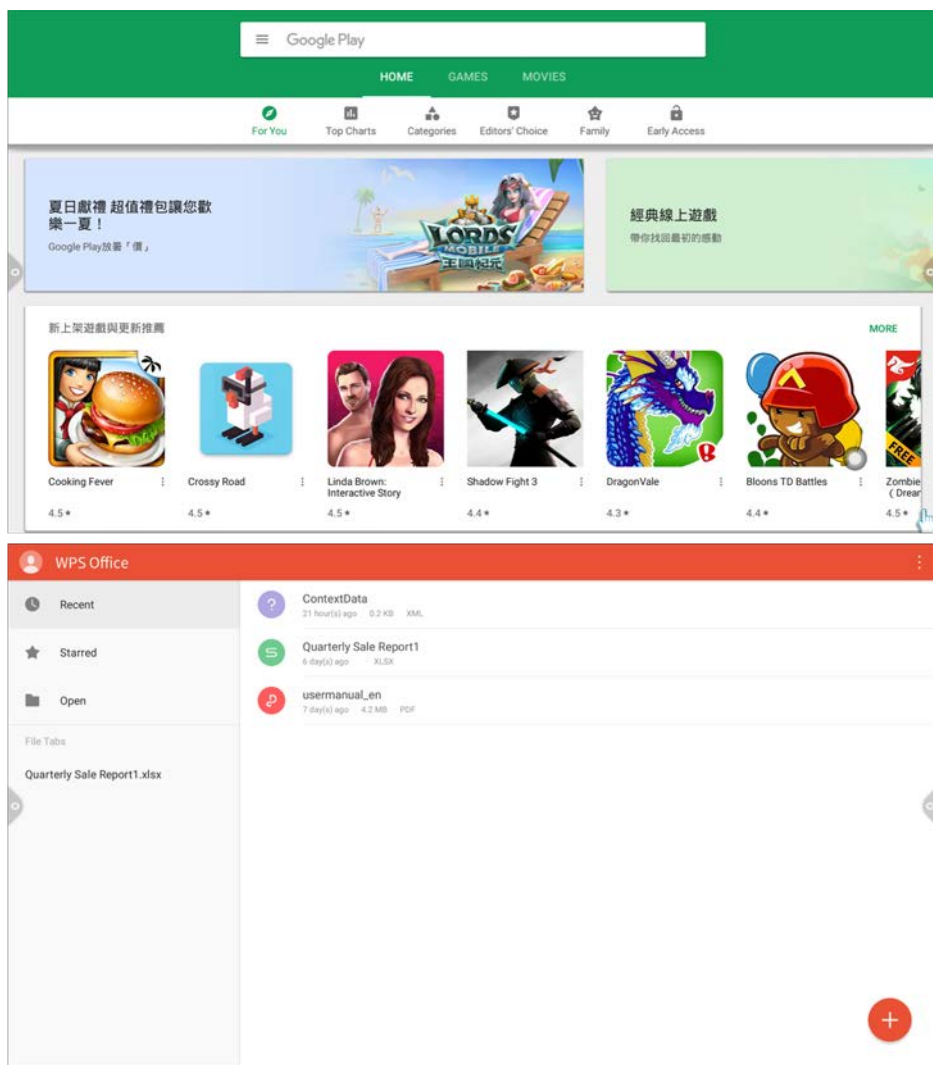 Google Play
HOME GAMES MOVIES
For You Top Charts Categories Editors' Choice Family Early Access
夏日獻禮 超值禮包讓您歡
樂一夏！
Google Play放暑「價」
LORDS
MOBILE
王國紀元
經典線上遊戲
帶你找回最初的感動
新上架遊戲與更新推薦
MORE
FREE
Cooking Fever Crossy Road Linda Brown: Shadow Fight 3 DragonVale Bloons TD Battles Zombie
Interactive Story (Drear
4.5 4.5 4.5 4.4 4.3 4.4 4.5
WPS Office
Recent
Starred
Open
File Tabs
Quarterly Sale Report1.xlsx
ContextData
21 hour(s) ago · 0.2 KB · XML
Quarterly Sale Report1
6 day(s) ago · XLSX
usermanual_en
7 day(s) ago · 4.2 MB · PDF